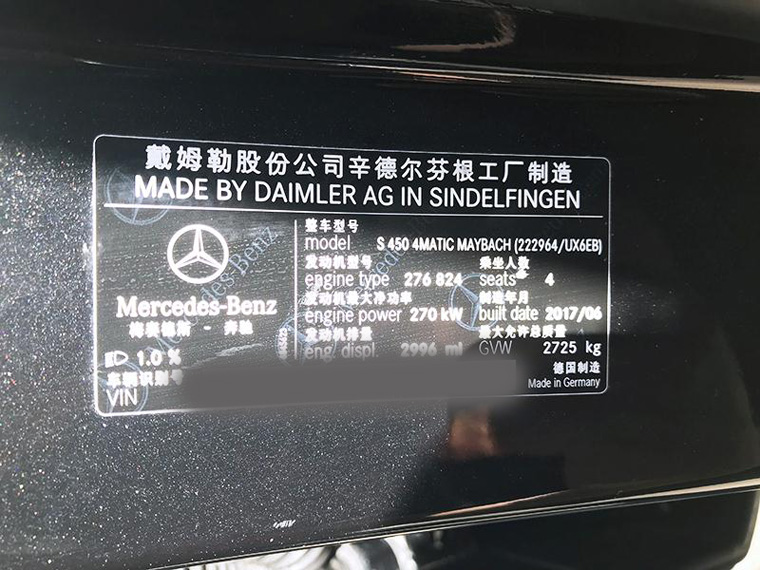 戴姆勒股份公司辛德尔芬根工厂制造
MADE BY DAIMLER AG IN SINDELFINGEN
Mercedes-Benz
梅赛德斯 - 奔驰
1.0 %
整车型号
model S 450 4MATIC MAYBACH (222964/UX6EB)
发动机型号 乘坐人数
engine type 276 824 seats 4
发动机最大净功率 制造年月
engine power 270 kW built date 2017/06
发动机排量 最大允许总质量
eng. displ. 2996 ml GVW 2725 kg
车辆识别号
VIN
德国制造
Made in Germany
Mercedes-Benz
Mercedes-Benz